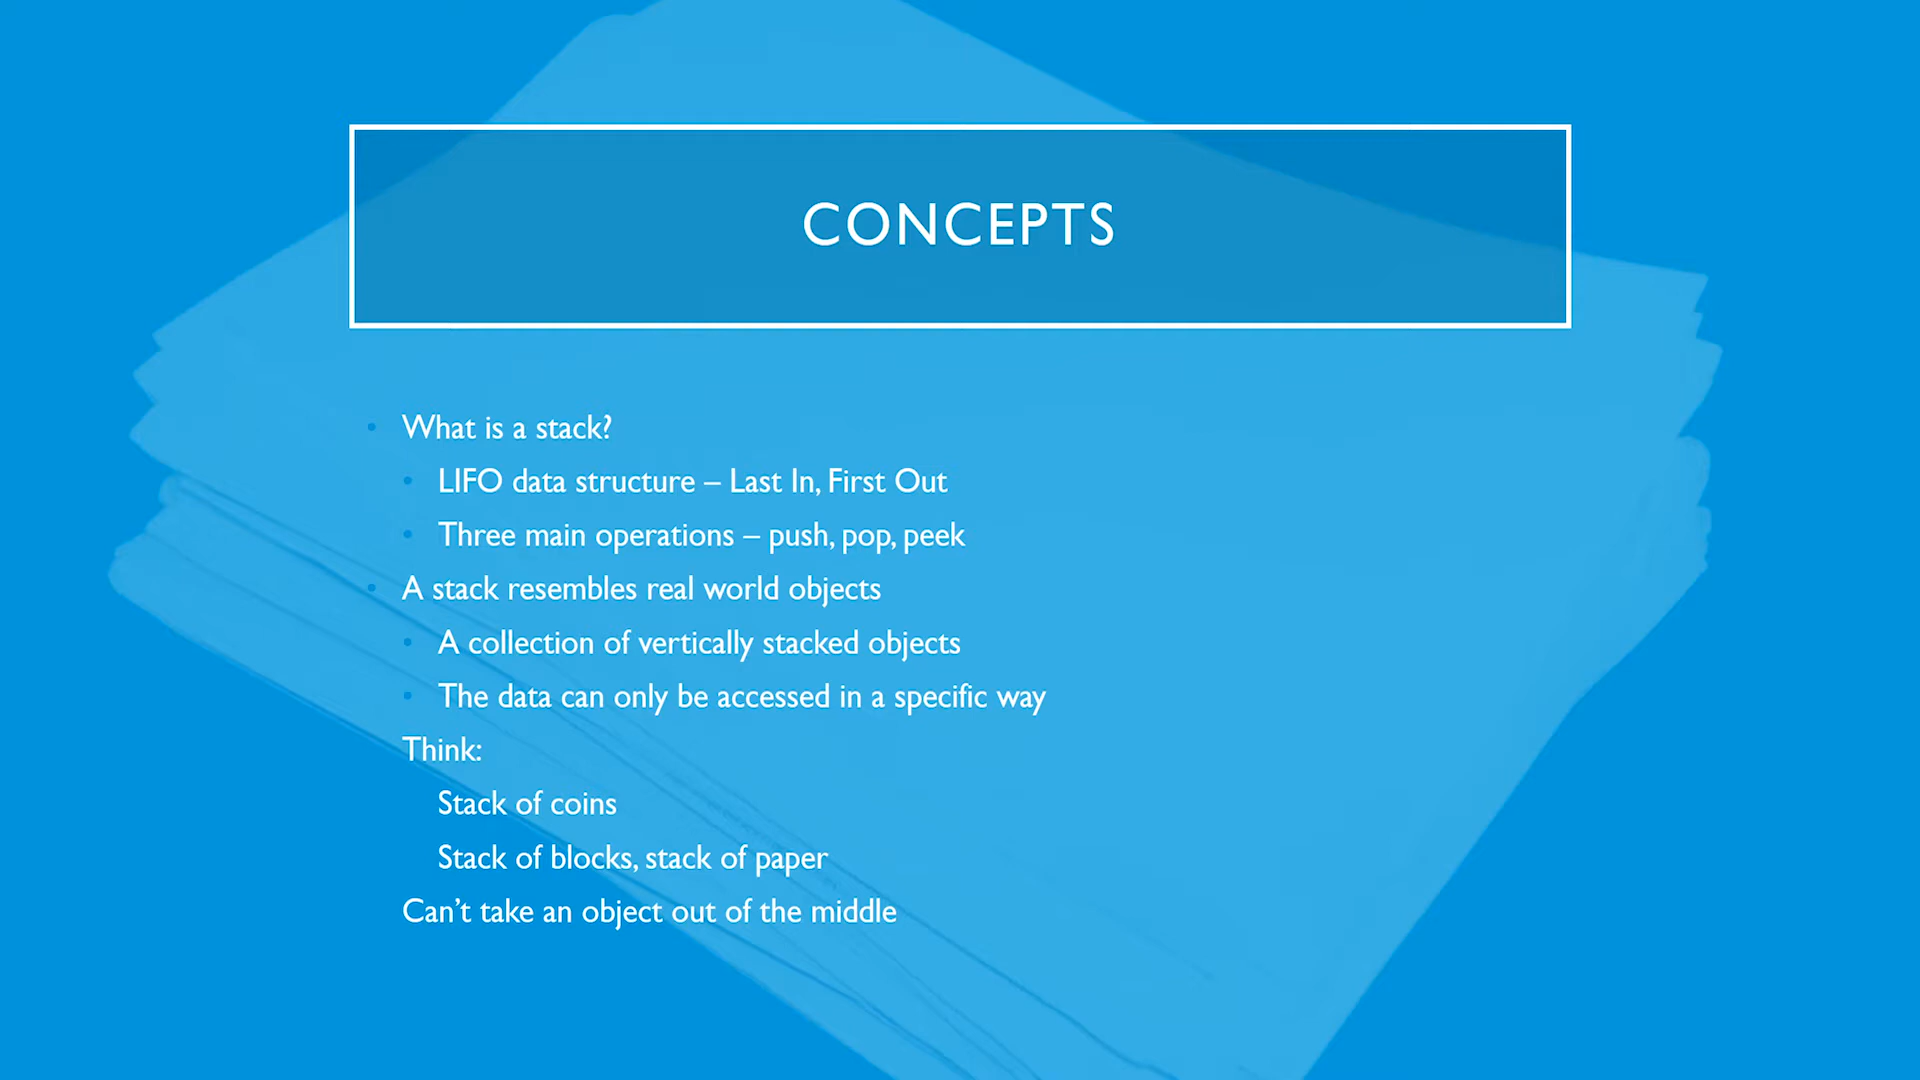 CONCEPTS
What is a stack?
LIFO data structure – Last In, First Out
Three main operations – push, pop, peek
A stack resembles real world objects
A collection of vertically stacked objects
The data can only be accessed in a specific way
Think:
Stack of coins
Stack of blocks, stack of paper
Can’t take an object out of the middle